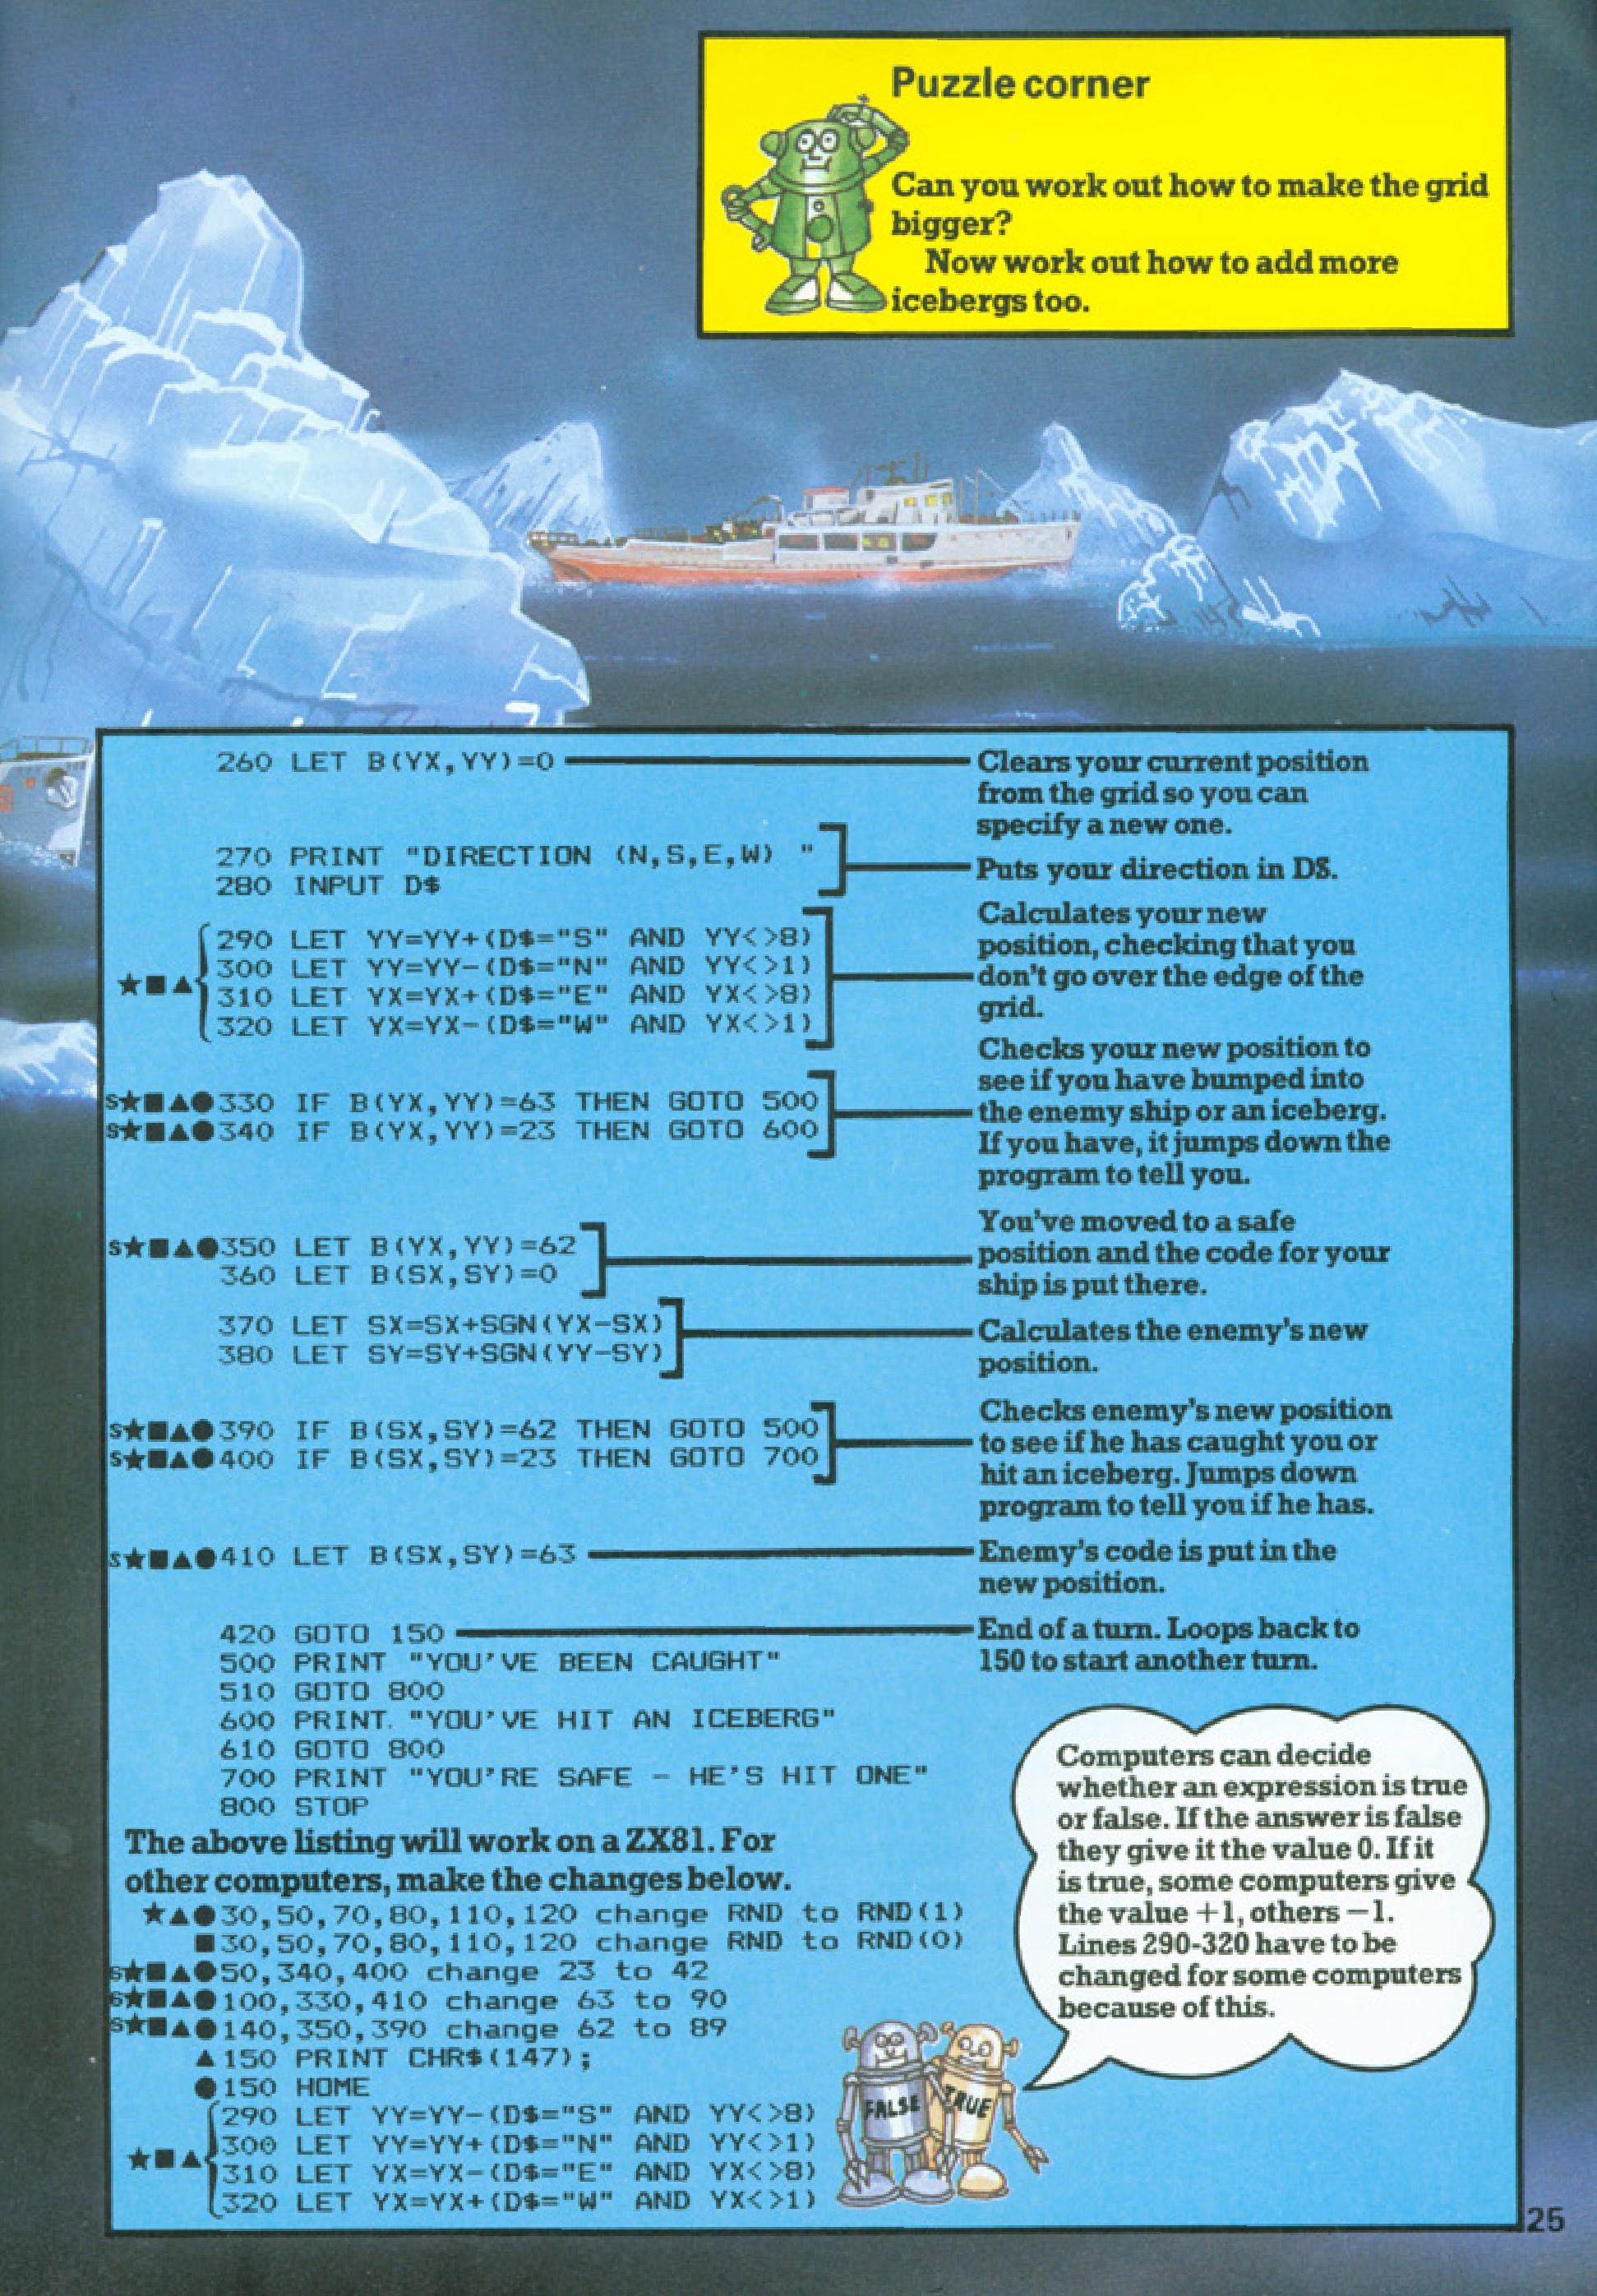 Puzzle corner
Can you work out how to make the grid
bigger?
Now work out how to add more
icebergs too.
260 LET B(YX,YY)=0
Clears your current position
from the grid so you can
specify a new one.
270 PRINT "DIRECTION (N,S,E,W) "
280 INPUT D$
Puts your direction in D$.
★■▲
290 LET YY=YY+(D$="S" AND YY<>8)
300 LET YY=YY-(D$="N" AND YY<>1)
310 LET YX=YX+(D$="E" AND YX<>8)
320 LET YX=YX-(D$="W" AND YX<>1)
Calculates your new
position, checking that you
don't go over the edge of the
grid.
s★■▲●330 IF B(YX,YY)=63 THEN GOTO 500
s★■▲●340 IF B(YX,YY)=23 THEN GOTO 600
Checks your new position to
see if you have bumped into
the enemy ship or an iceberg.
If you have, it jumps down the
program to tell you.
s★■▲●350 LET B(YX,YY)=62
360 LET B(SX,SY)=0
You've moved to a safe
position and the code for your
ship is put there.
370 LET SX=SX+SGN(YX-SX)
380 LET SY=SY+SGN(YY-SY)
Calculates the enemy's new
position.
s★■▲●390 IF B(SX,SY)=62 THEN GOTO 500
s★■▲●400 IF B(SX,SY)=23 THEN GOTO 700
Checks enemy's new position
to see if he has caught you or
hit an iceberg. Jumps down
program to tell you if he has.
s★■▲●410 LET B(SX,SY)=63
Enemy's code is put in the
new position.
420 GOTO 150
End of a turn. Loops back to
150 to start another turn.
500 PRINT "YOU'VE BEEN CAUGHT"
510 GOTO 800
600 PRINT. "YOU'VE HIT AN ICEBERG"
610 GOTO 800
700 PRINT "YOU'RE SAFE - HE'S HIT ONE"
800 STOP
The above listing will work on a ZX81. For
other computers, make the changes below.
★▲●30,50,70,80,110,120 change RND to RND(1)
■30,50,70,80,110,120 change RND to RND(0)
s★■▲●50,340,400 change 23 to 42
s★■▲●100,330,410 change 63 to 90
s★■▲●140,350,390 change 62 to 89
▲150 PRINT CHR$(147);
●150 HOME
★■▲
290 LET YY=YY-(D$="S" AND YY<>8)
300 LET YY=YY+(D$="N" AND YY<>1)
310 LET YX=YX-(D$="E" AND YX<>8)
320 LET YX=YX+(D$="W" AND YX<>1)
Computers can decide
whether an expression is true
or false. If the answer is false
they give it the value 0. If it
is true, some computers give
the value +1, others −1.
Lines 290-320 have to be
changed for some computers
because of this.
FALSE
TRUE
25